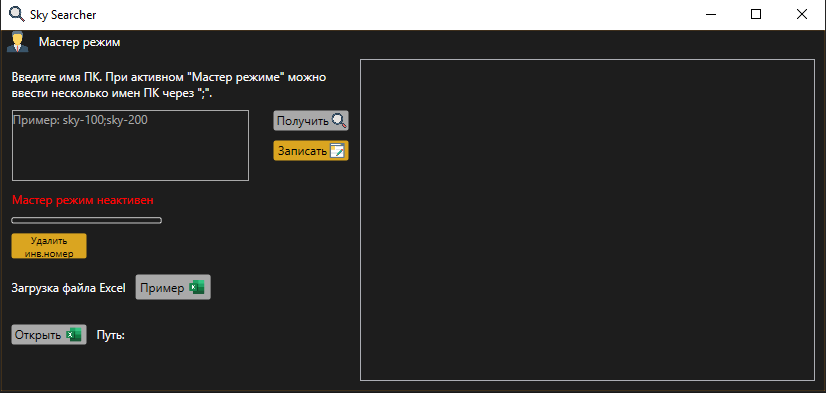 Sky Searcher
Мастер режим
Введите имя ПК. При активном "Мастер режиме" можно
ввести несколько имен ПК через ";".
Пример: sky-100;sky-200
Получить
Записать
Мастер режим неактивен
Удалить
инв.номер
Загрузка файла Excel
Пример
Открыть
Путь: